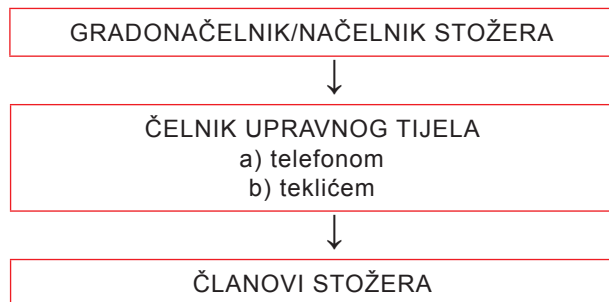 GRADONAČELNIK/NAČELNIK STOŽERA
ČELNIK UPRAVNOG TIJELA
a) telefonom
b) teklićem
ČLANOVI STOŽERA